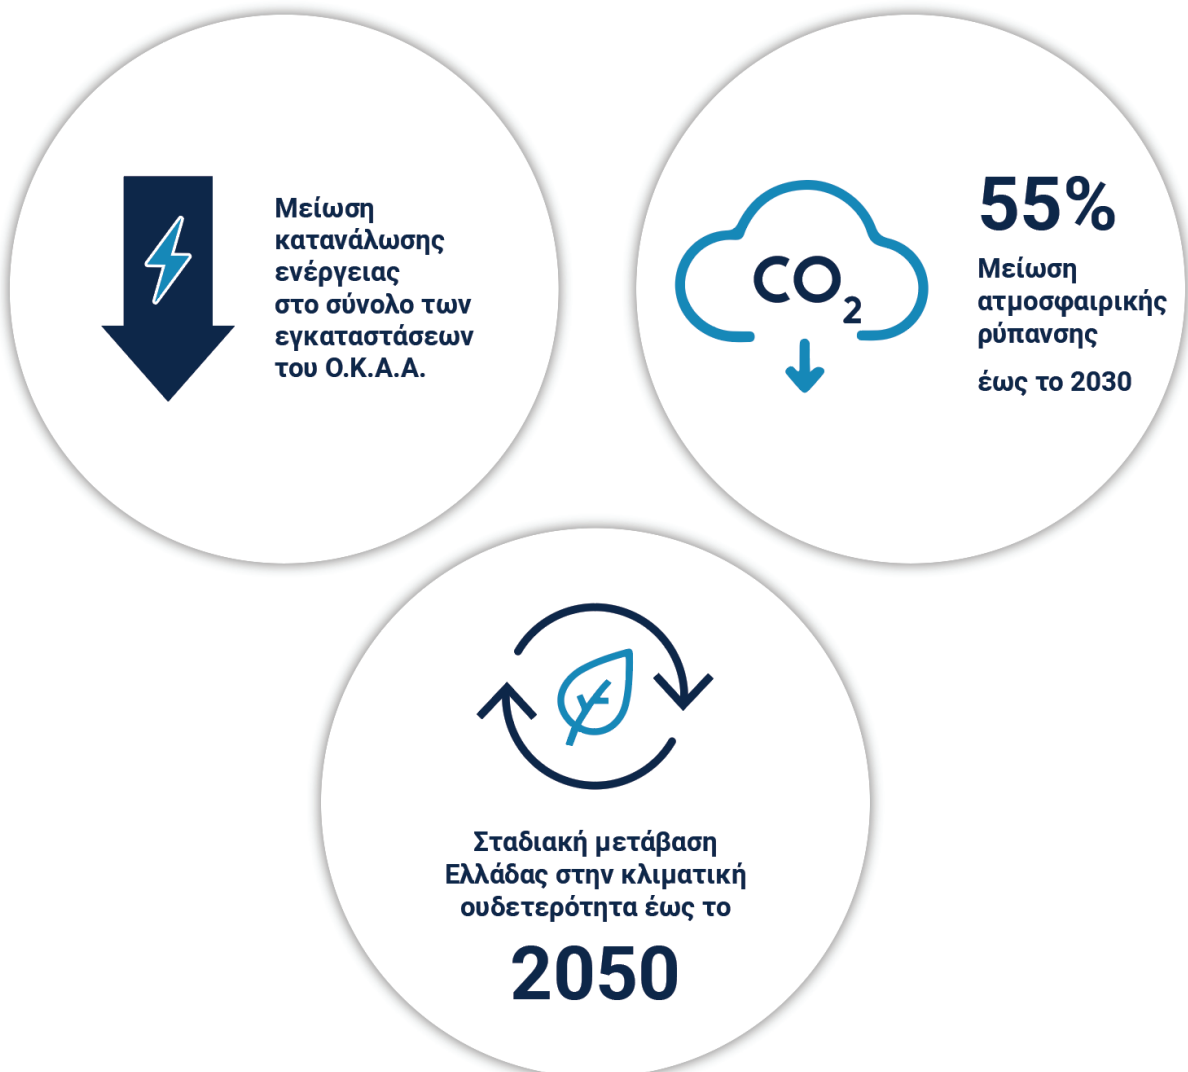 Μείωση
κατανάλωσης
ενέργειας
στο σύνολο των
εγκαταστάσεων
του Ο.Κ.Α.Α.
CO2
55%
Μείωση
ατμοσφαιρικής
ρύπανσης
έως το 2030
Σταδιακή μετάβαση
Ελλάδας στην κλιματική
ουδετερότητα έως το
2050